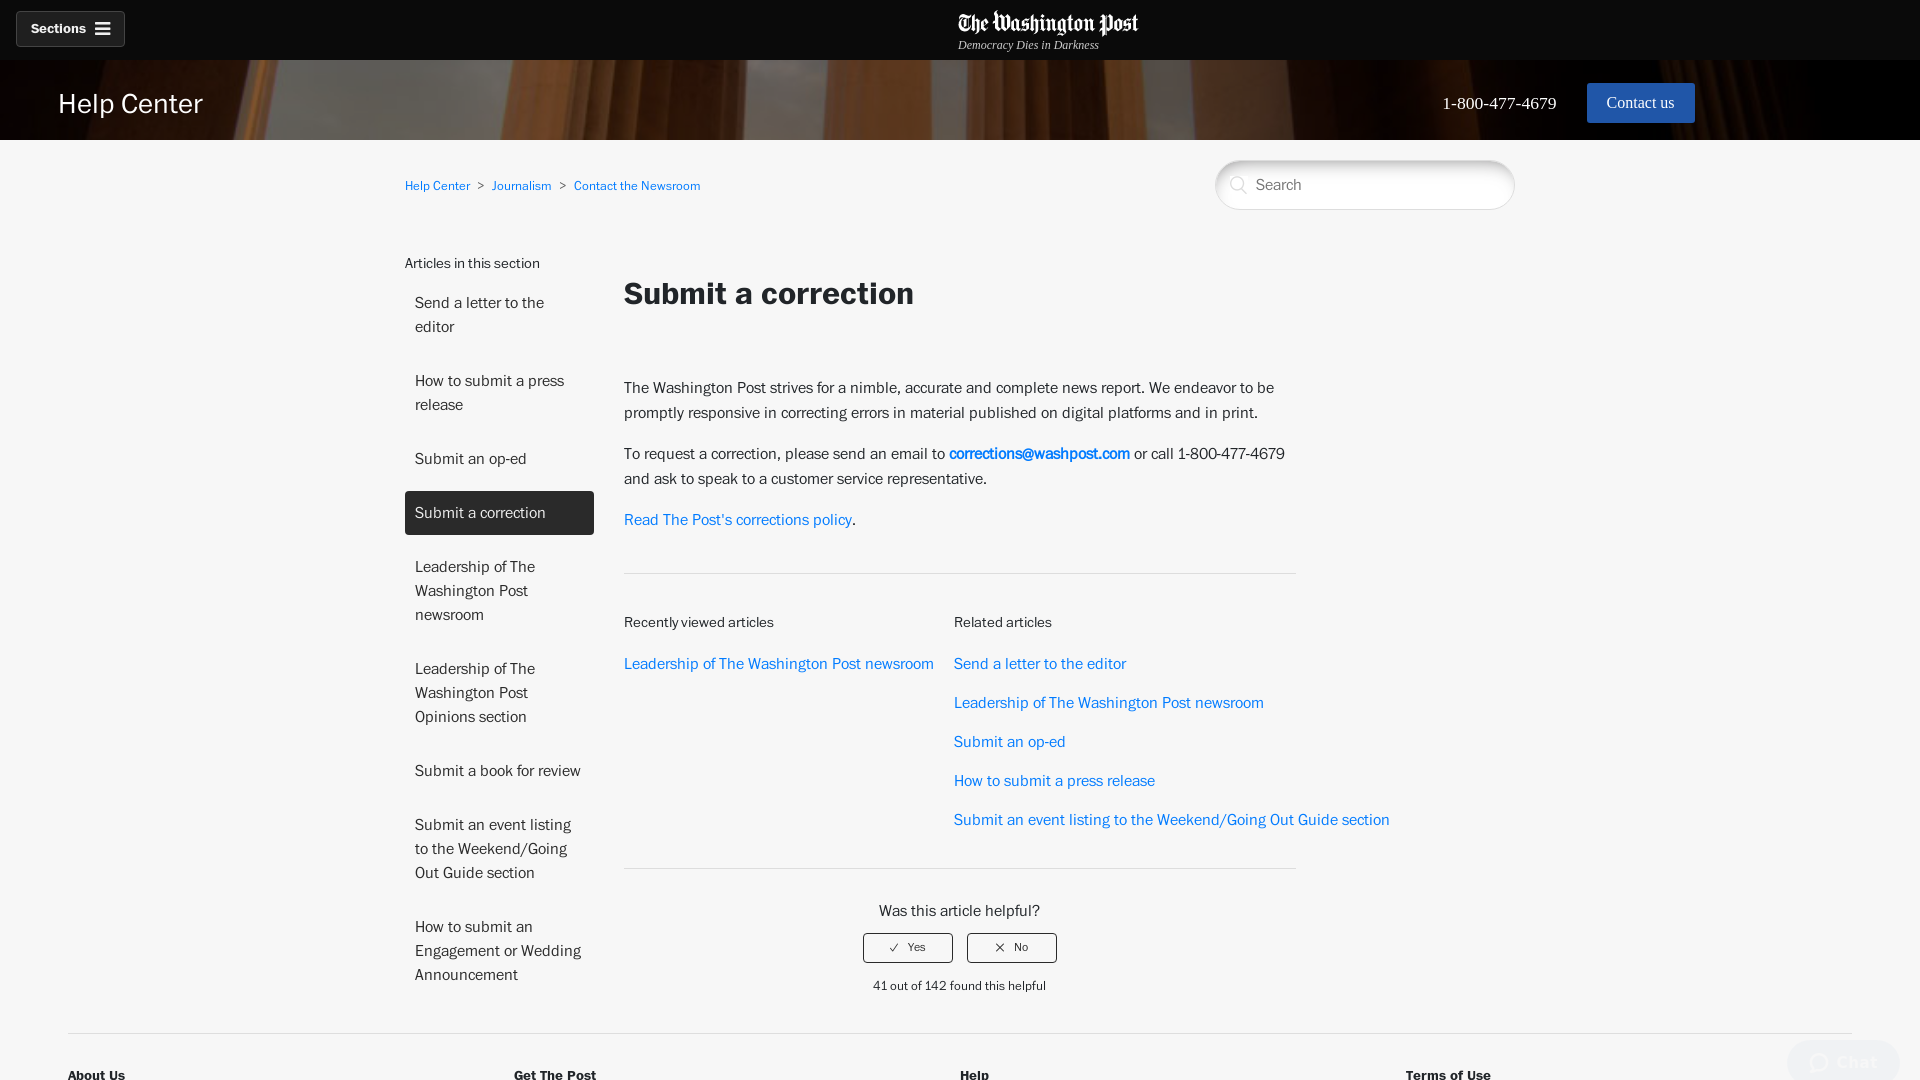 Sections
The Washington Post
Democracy Dies in Darkness
Help Center
1-800-477-4679
Contact us
Help Center > Journalism > Contact the Newsroom
Search
Articles in this section
Send a letter to the
editor
How to submit a press
release
Submit an op-ed
Submit a correction
Leadership of The
Washington Post
newsroom
Leadership of The
Washington Post
Opinions section
Submit a book for review
Submit an event listing
to the Weekend/Going
Out Guide section
How to submit an
Engagement or Wedding
Announcement
Submit a correction
The Washington Post strives for a nimble, accurate and complete news report. We endeavor to be
promptly responsive in correcting errors in material published on digital platforms and in print.
To request a correction, please send an email to corrections@washpost.com or call 1-800-477-4679
and ask to speak to a customer service representative.
Read The Post's corrections policy.
Recently viewed articles
Leadership of The Washington Post newsroom
Related articles
Send a letter to the editor
Leadership of The Washington Post newsroom
Submit an op-ed
How to submit a press release
Submit an event listing to the Weekend/Going Out Guide section
Was this article helpful?
Yes
No
41 out of 142 found this helpful
About Us
Get The Post
Help
Terms of Use
Chat